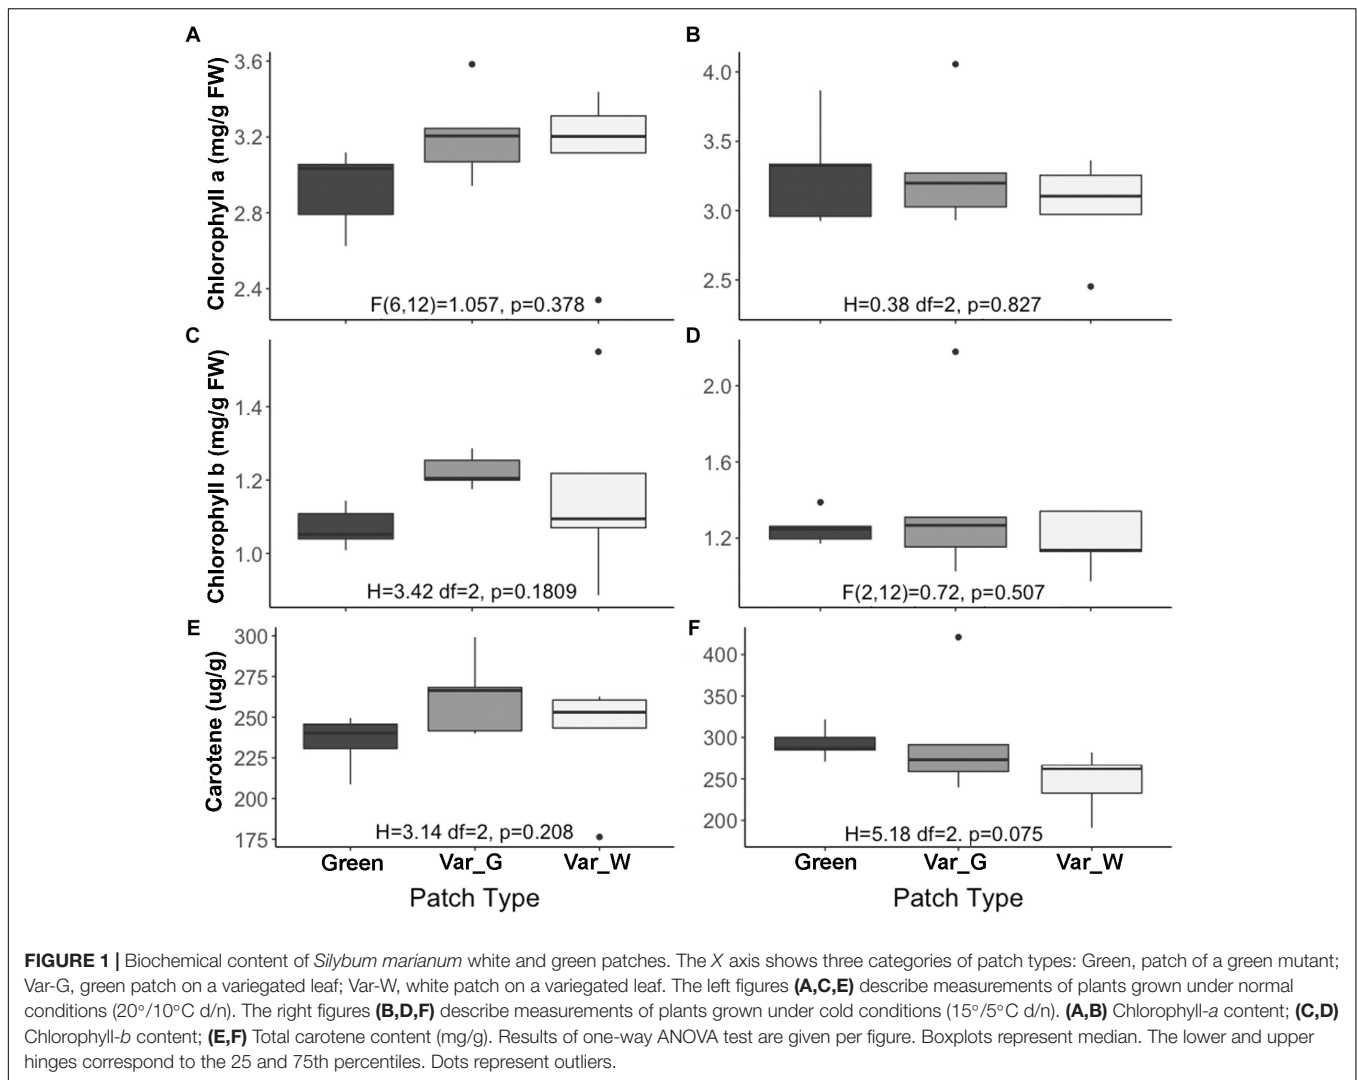 A
B
Chlorophyll a (mg/g FW)
3.6
3.2
2.8
2.4
F(6,12)=1.057, p=0.378
4.0
3.5
3.0
2.5
H=0.38 df=2, p=0.827
C
D
Chlorophyll b (mg/g FW)
1.4
1.2
1.0
H=3.42 df=2, p=0.1809
2.0
1.6
1.2
F(2,12)=0.72, p=0.507
E
F
Carotene (ug/g)
300
275
250
225
200
175
H=3.14 df=2, p=0.208
400
350
300
250
200
H=5.18 df=2. p=0.075
Green Var_G Var_W
Green Var_G Var_W
Patch Type
Patch Type
FIGURE 1 | Biochemical content of Silybum marianum white and green patches. The X axis shows three categories of patch types: Green, patch of a green mutant;
Var-G, green patch on a variegated leaf; Var-W, white patch on a variegated leaf. The left figures (A,C,E) describe measurements of plants grown under normal
conditions (20°/10°C d/n). The right figures (B,D,F) describe measurements of plants grown under cold conditions (15°/5°C d/n). (A,B) Chlorophyll-a content; (C,D)
Chlorophyll-b content; (E,F) Total carotene content (mg/g). Results of one-way ANOVA test are given per figure. Boxplots represent median. The lower and upper
hinges correspond to the 25 and 75th percentiles. Dots represent outliers.